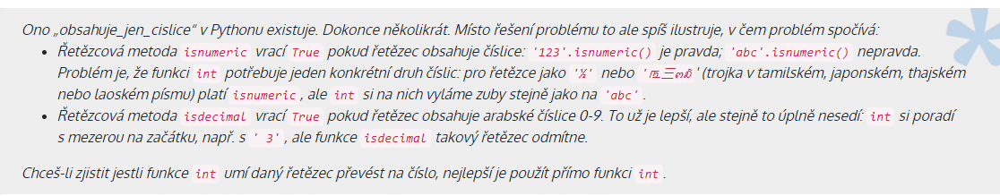 Ono „obsahuje_jen_cislice“ v Pythonu existuje. Dokonce několikrát. Místo řešení problému to ale spíš ilustruje, v čem problém spočívá:
• Řetězcová metoda isnumeric vrací True pokud řetězec obsahuje číslice: '123'.isnumeric() je pravda; 'abc'.isnumeric() nepravda.
Problém je, že funkci int potřebuje jeden konkrétní druh číslic: pro řetězce jako '½' nebo '௩三' (trojka v tamilském, japonském, thajském
nebo laoském písmu) platí isnumeric, ale int si na nich vyláme zuby stejně jako na 'abc'.
• Řetězcová metoda isdecimal vrací True pokud řetězec obsahuje arabské číslice 0-9. To už je lepší, ale stejně to úplně nesedí: int si poradí
s mezerou na začátku, např. s ' 3', ale funkce isdecimal takový řetězec odmítne.
Chceš-li zjistit jestli funkce int umí daný řetězec převést na číslo, nejlepší je použít přímo funkci int.